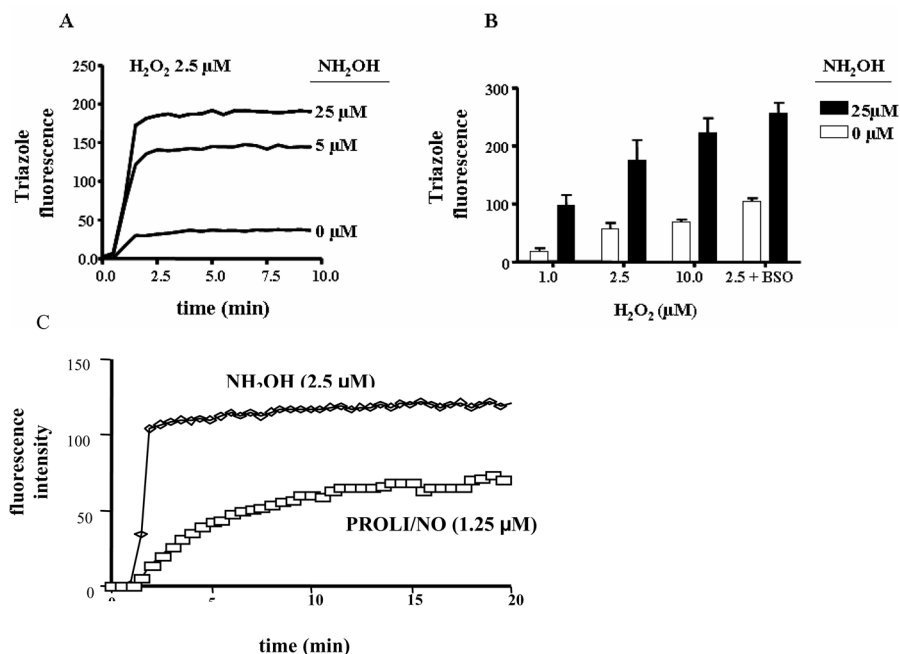 A
H₂O₂ 2.5 µM
NH₂OH
250
200
150
100
50
0.0
25 µM
5 µM
0 µM
Triazole
fluorescence
0.0 2.5 5.0 7.5 10.0
time (min)
B
NH₂OH
25µM
0 µM
300
200
100
0
Triazole
fluorescence
1.0 2.5 10.0 2.5 + BSO
H₂O₂ (µM)
C
150
100
50
0
fluorescence
intensity
NH₂OH (2.5 µM)
PROLI/NO (1.25 µM)
0 5 10 15 20
time (min)